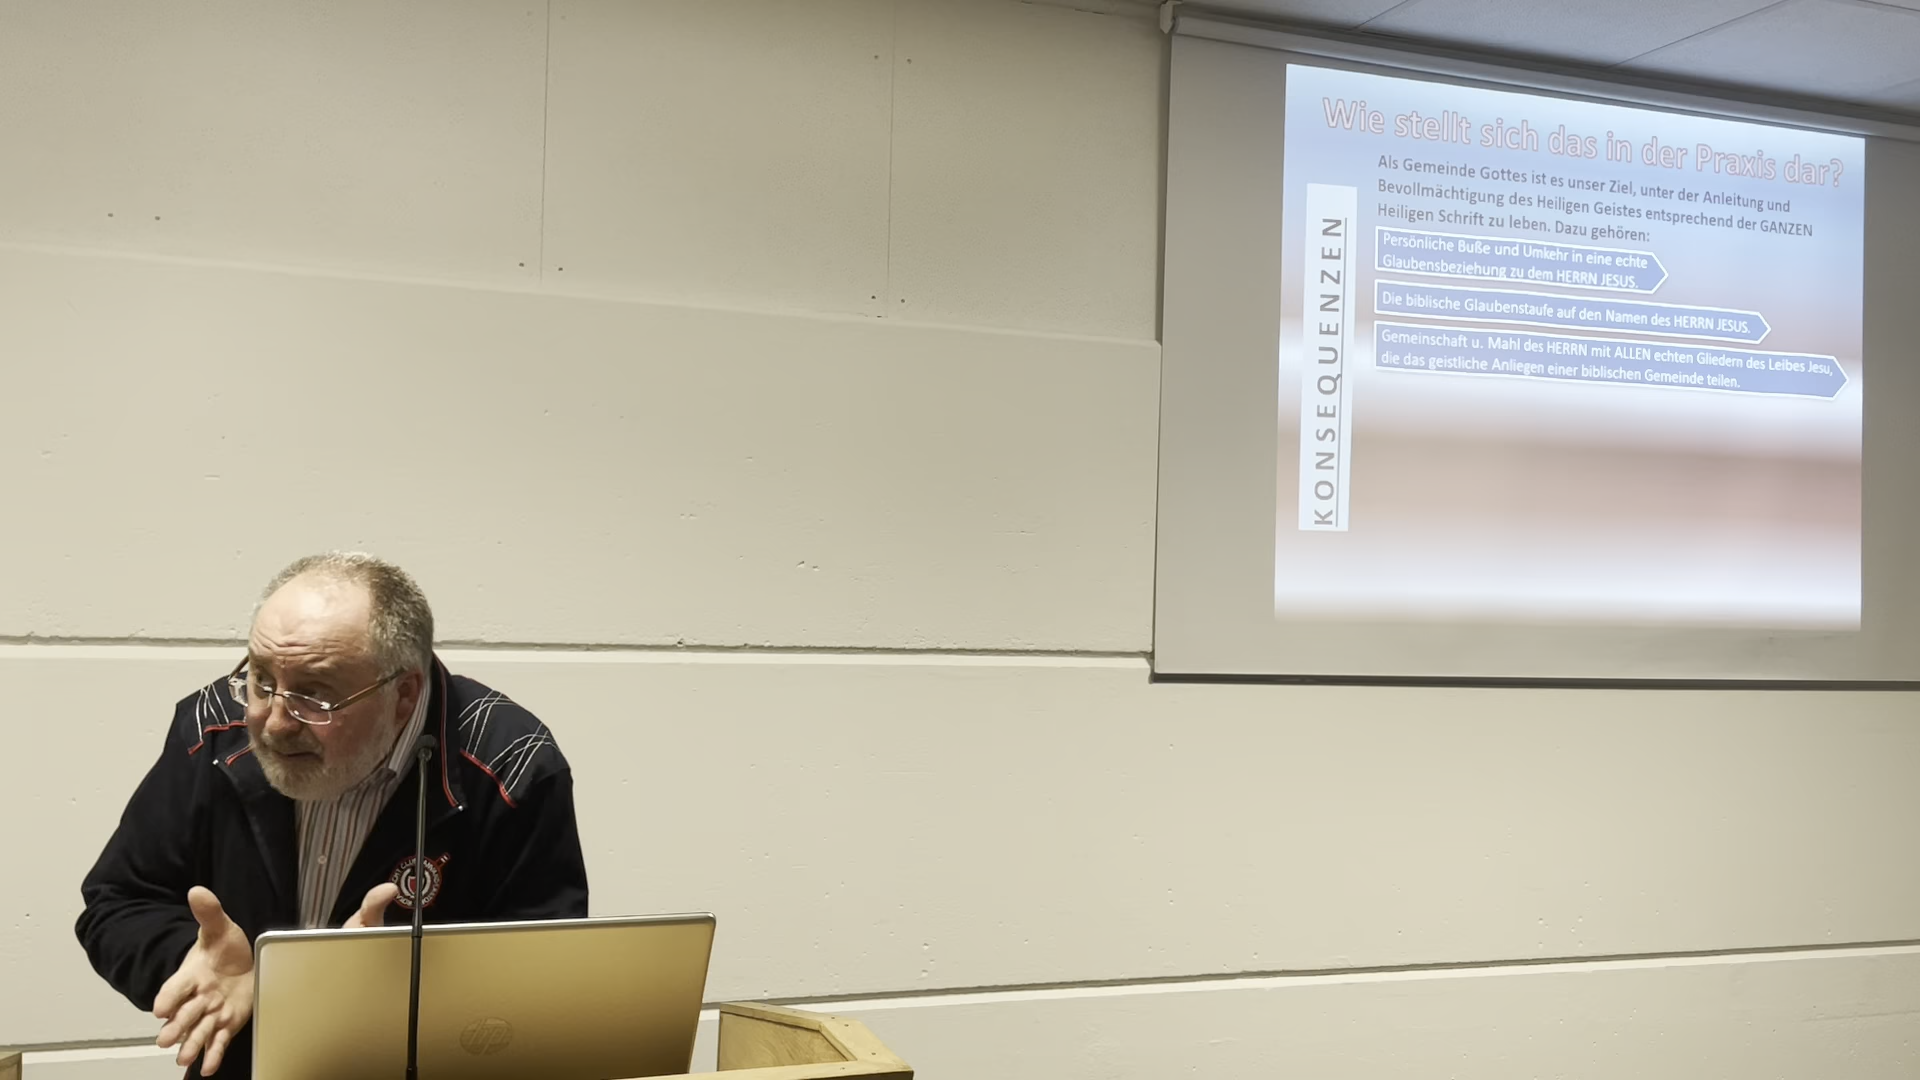 Wie stellt sich das in der Praxis dar?
Als Gemeinde Gottes ist es unser Ziel, unter der Anleitung und
Bevollmächtigung des Heiligen Geistes entsprechend der GANZEN
Heiligen Schrift zu leben. Dazu gehören:
KONSEQUENZEN
Persönliche Buße und Umkehr in eine echte
Glaubensbeziehung zu dem HERRN JESUS.
Die biblische Glaubenstaufe auf den Namen des HERRN JESUS.
Gemeinschaft u. Mahl des HERRN mit ALLEN echten Gliedern des Leibes Jesu,
die das geistliche Anliegen einer biblischen Gemeinde teilen.
hp